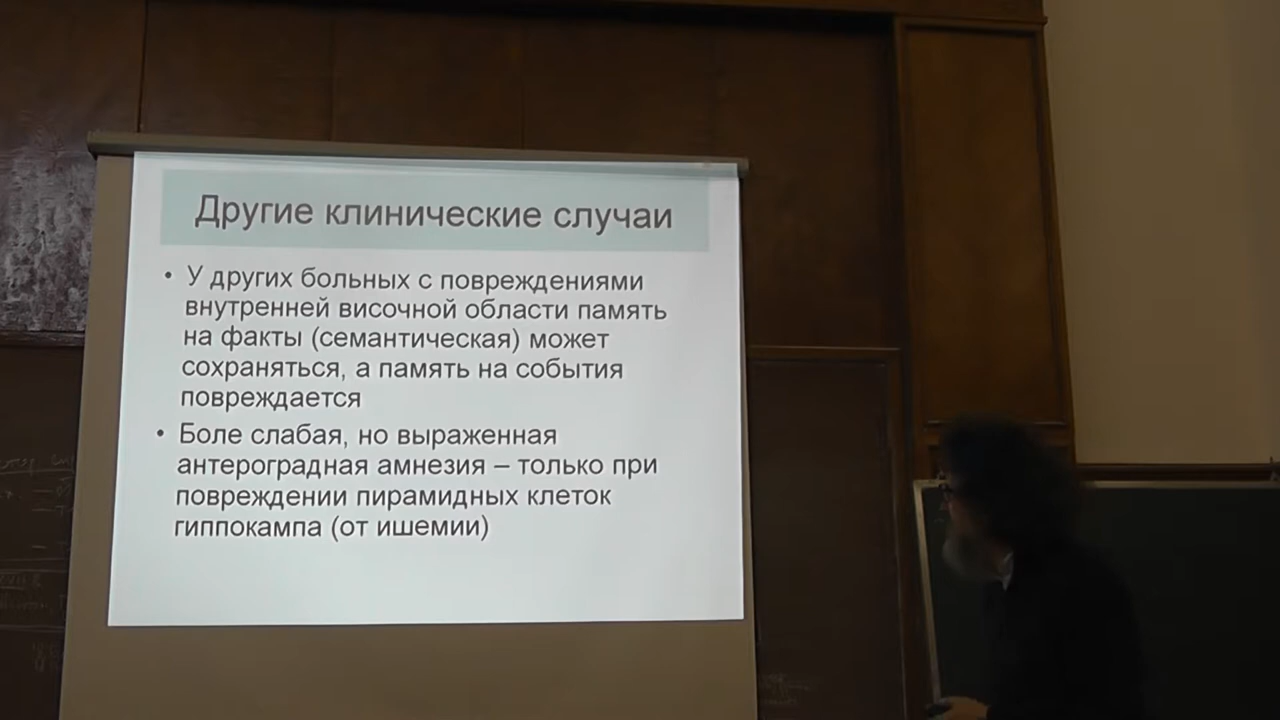 Другие клинические случаи
• У других больных с повреждениями
внутренней височной области память
на факты (семантическая) может
сохраняться, а память на события
повреждается
• Боле слабая, но выраженная
антероградная амнезия – только при
повреждении пирамидных клеток
гиппокампа (от ишемии)